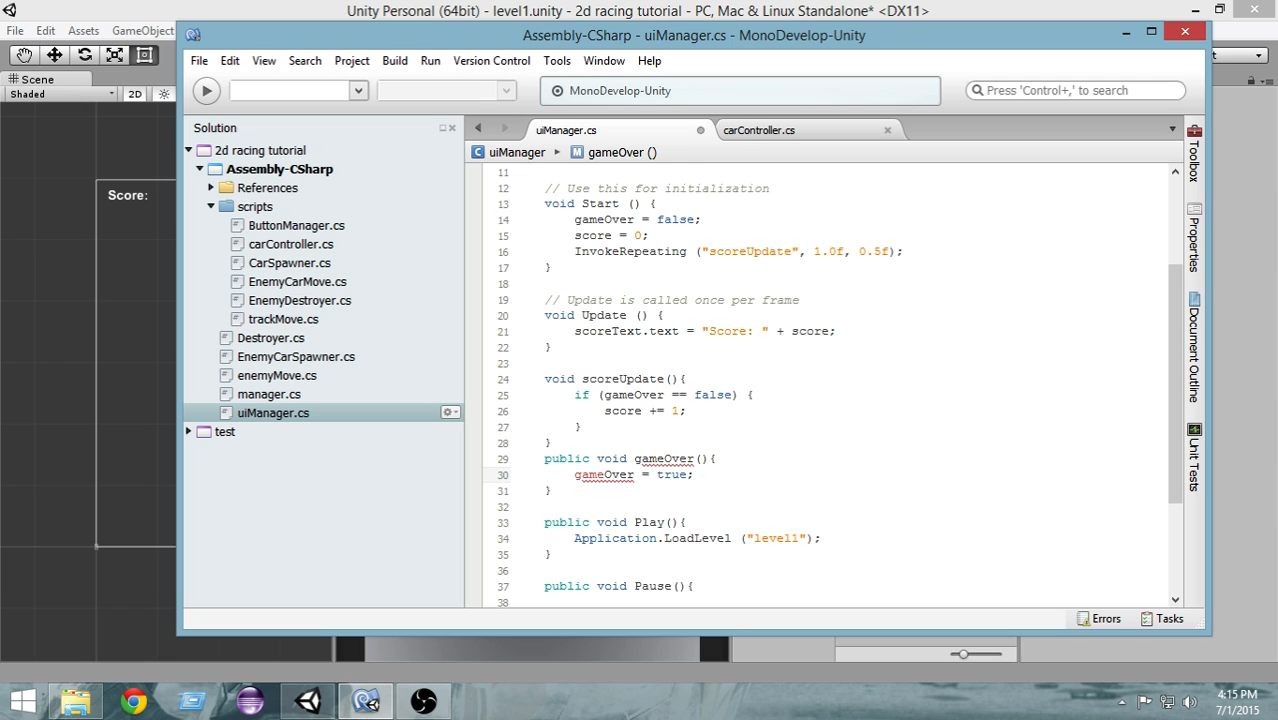 Unity Personal (64bit) - level1.unity - 2d racing tutorial - PC, Mac & Linux Standalone* <DX11>
File Edit Assets GameObject
Scene
Shaded 2D
Score:
Assembly-CSharp - uiManager.cs - MonoDevelop-Unity
File Edit View Search Project Build Run Version Control Tools Window Help
MonoDevelop-Unity
Press 'Control+,' to search
Solution
2d racing tutorial
Assembly-CSharp
References
scripts
ButtonManager.cs
carController.cs
CarSpawner.cs
EnemyCarMove.cs
EnemyDestroyer.cs
trackMove.cs
Destroyer.cs
EnemyCarSpawner.cs
enemyMove.cs
manager.cs
uiManager.cs
test
uiManager.cs carController.cs
C uiManager M gameOver ()
11
12 // Use this for initialization
13 void Start () {
14 gameOver = false;
15 score = 0;
16 InvokeRepeating ("scoreUpdate", 1.0f, 0.5f);
17 }
18
19 // Update is called once per frame
20 void Update () {
21 scoreText.text = "Score: " + score;
22 }
23
24 void scoreUpdate(){
25 if (gameOver == false) {
26 score += 1;
27 }
28 }
29 public void gameOver(){
30 gameOver = true;
31 }
32
33 public void Play(){
34 Application.LoadLevel ("level1");
35 }
36
37 public void Pause(){
38
Toolbox
Properties
Document Outline
Unit Tests
Errors Tasks
4:15 PM
7/1/2015